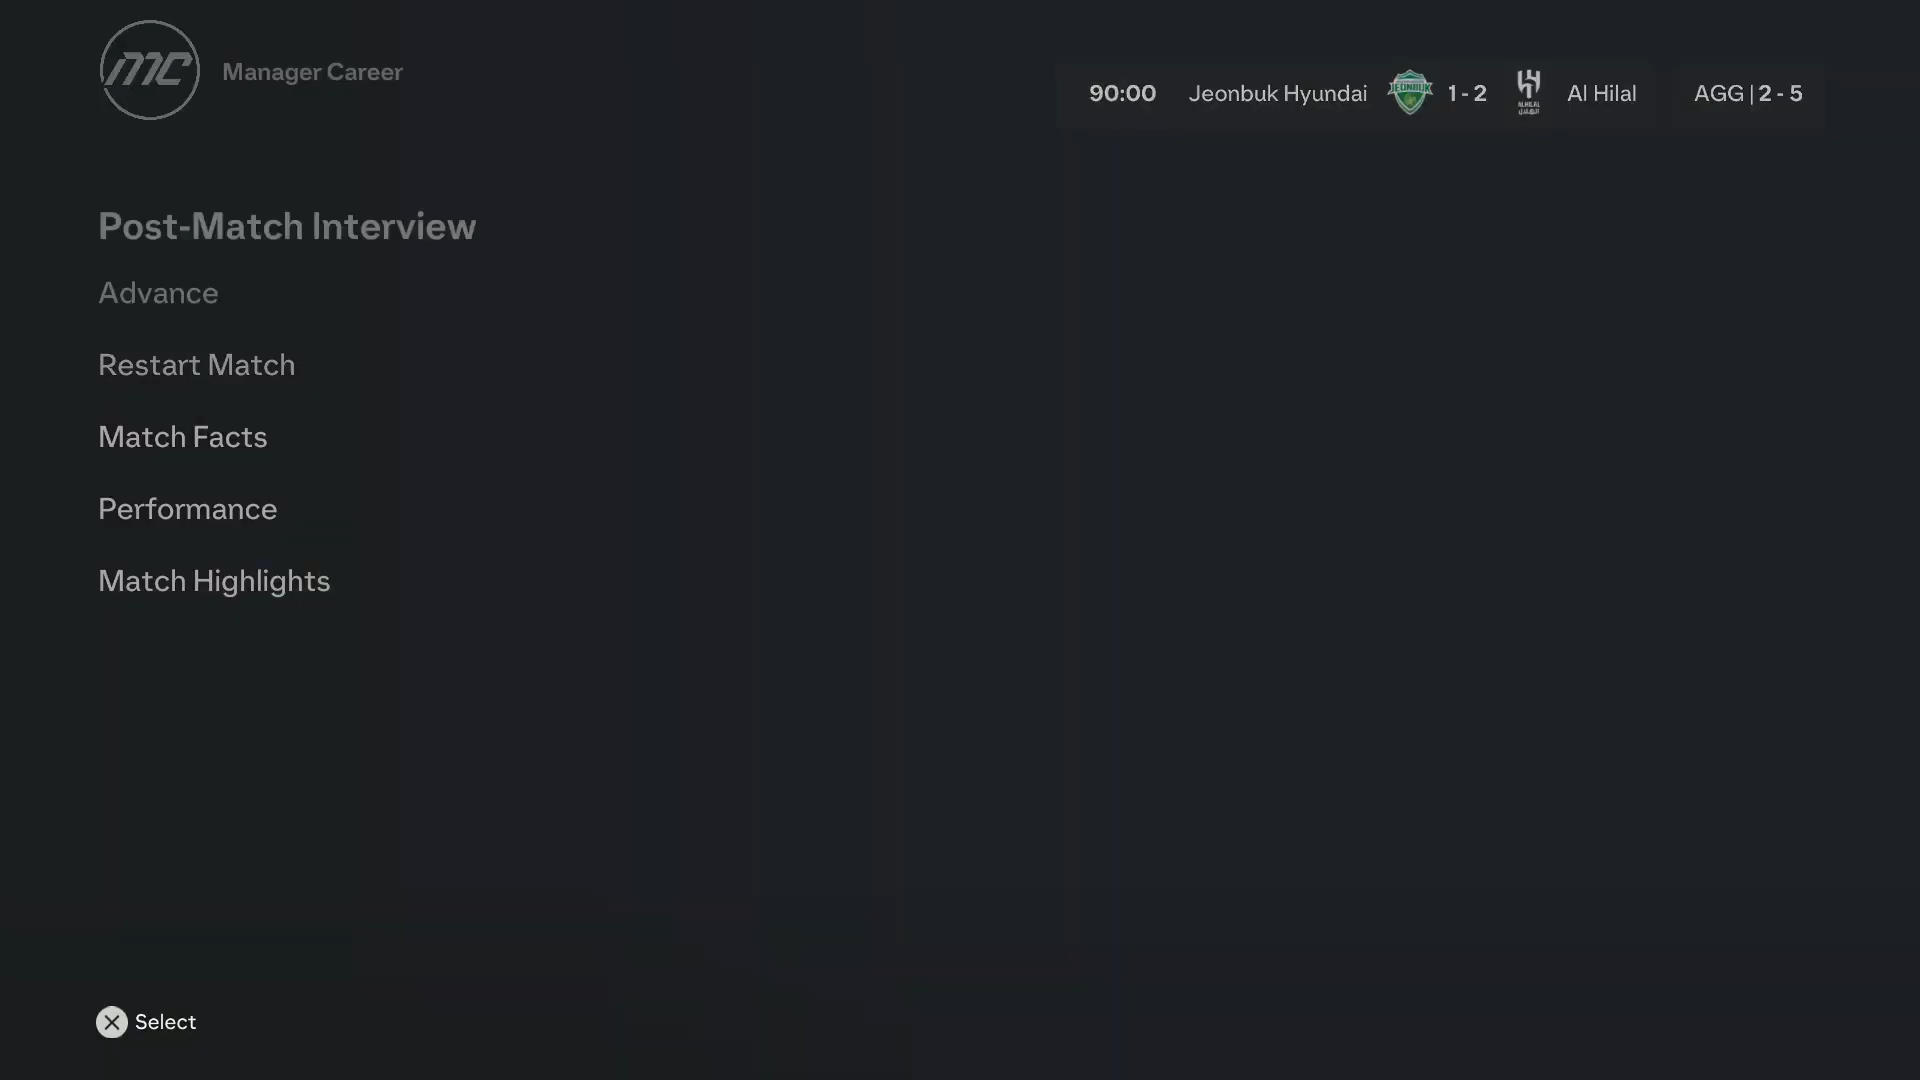 MC Manager Career
90:00 Jeonbuk Hyundai 1 - 2 Al Hilal AGG | 2 - 5
Post-Match Interview
Advance
Restart Match
Match Facts
Performance
Match Highlights
Select